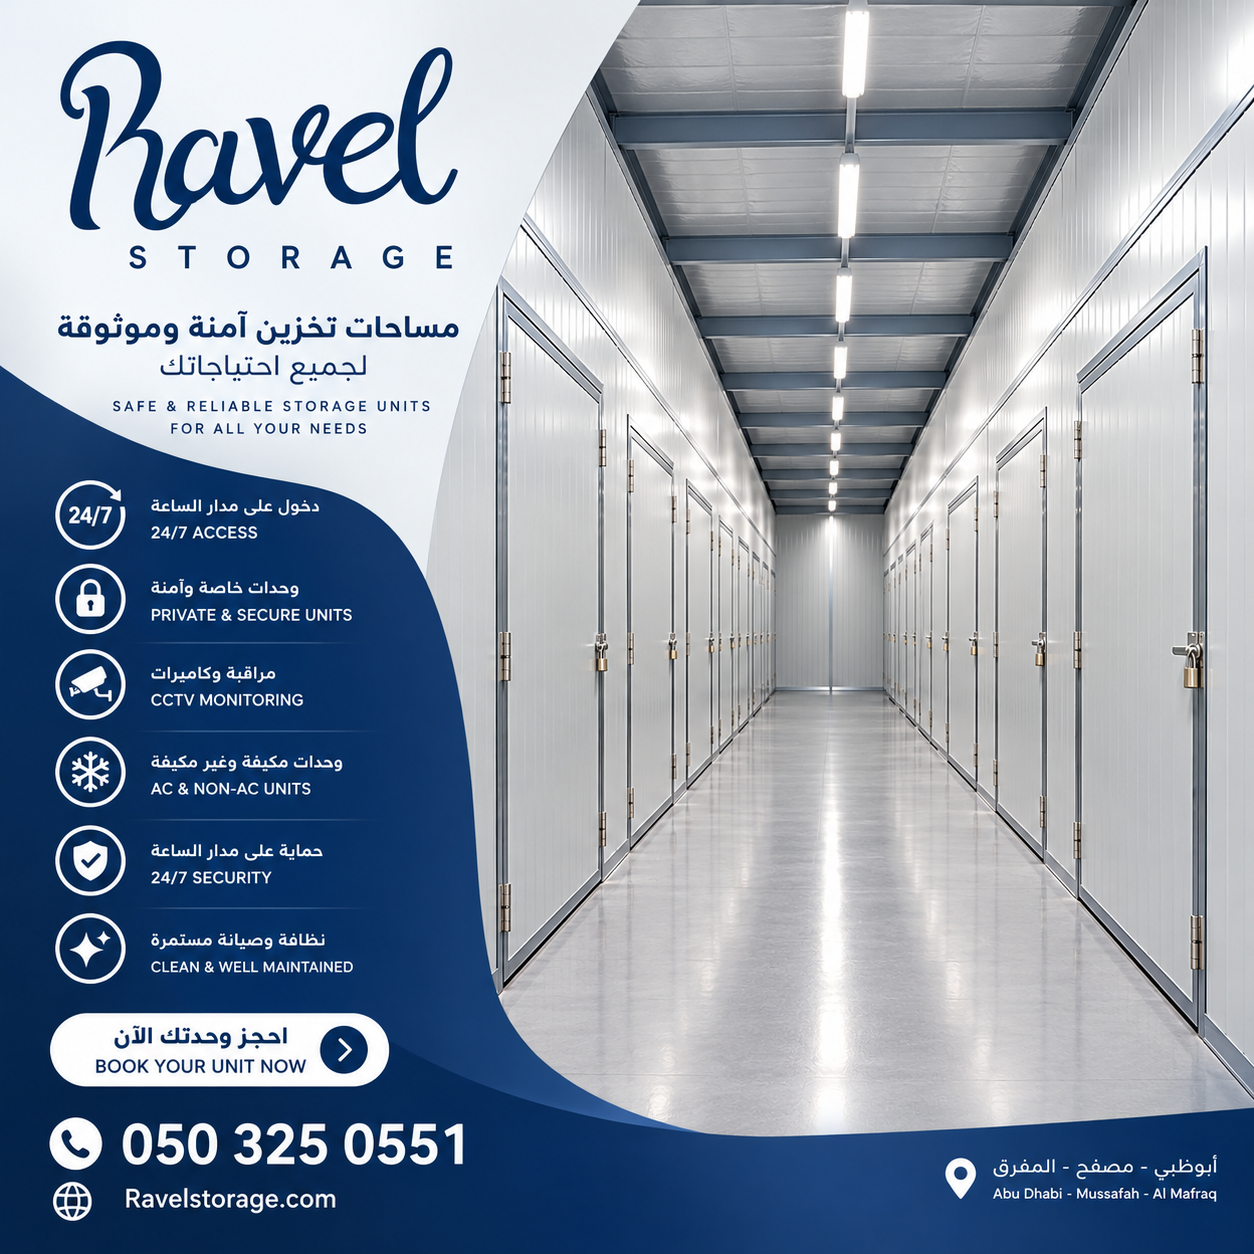 Ravel
STORAGE
مساحات تخزين آمنة وموثوقة
لجميع احتياجاتك
SAFE & RELIABLE STORAGE UNITS
FOR ALL YOUR NEEDS
24/7
دخول على مدار الساعة
24/7 ACCESS
وحدات خاصة وآمنة
PRIVATE & SECURE UNITS
مراقبة وكاميرات
CCTV MONITORING
وحدات مكيفة وغير مكيفة
AC & NON-AC UNITS
حماية على مدار الساعة
24/7 SECURITY
نظافة وصيانة مستمرة
CLEAN & WELL MAINTAINED
احجز وحدتك الآن
BOOK YOUR UNIT NOW
050 325 0551
Ravelstorage.com
أبوظبي - مصفح - المفرق
Abu Dhabi - Mussafah - Al Mafraq